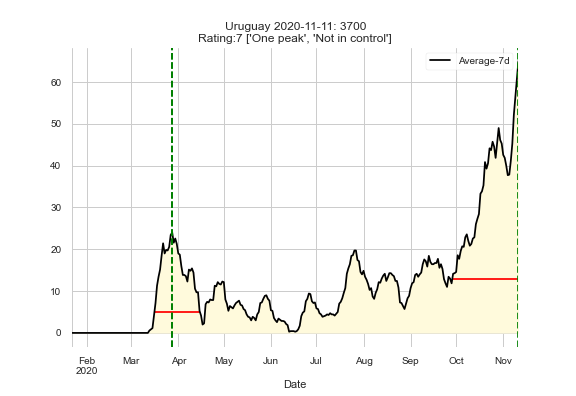 Uruguay 2020-11-11: 3700
Rating:7 ['One peak', 'Not in control']
Average-7d
60
50
40
30
20
10
0
Feb Mar Apr May Jun Jul Aug Sep Oct Nov
2020
Date